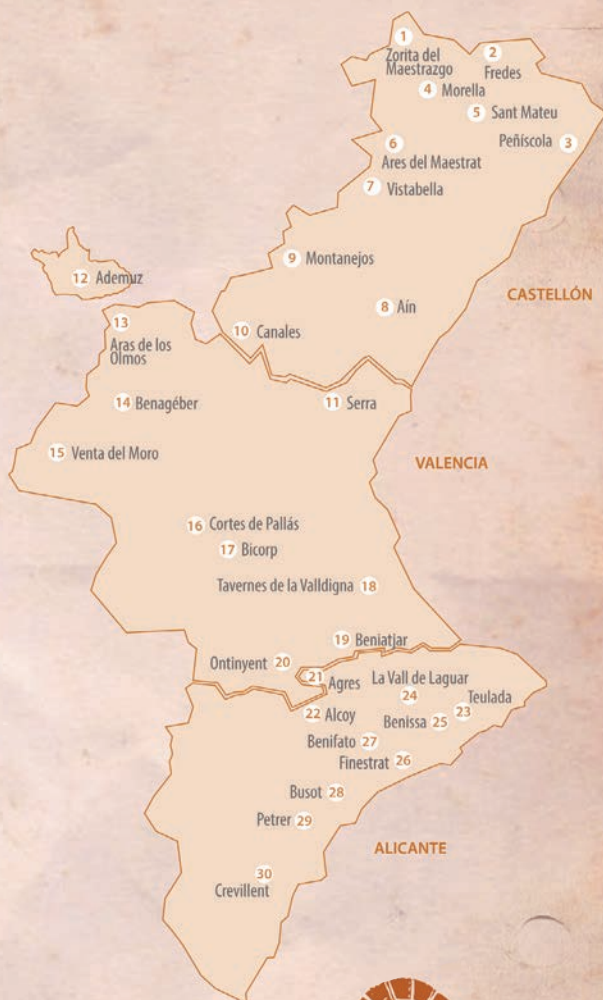 1
Zorita del
Maestrazgo
2
Fredes
4 Morella
5 Sant Mateu
Peñíscola 3
6
Ares del Maestrat
7 Vistabella
9 Montanejos
12 Ademuz
CASTELLÓN
8 Aín
13
Aras de los
Olmos
10 Canales
14 Benagéber
11 Serra
15 Venta del Moro
VALENCIA
16 Cortes de Pallás
17 Bicorp
Tavernes de la Valldigna 18
19 Beniatjar
Ontinyent 20
21 Agres
La Vall de Laguar
24
Teulada
23
22 Alcoy
Benissa 25
Benifato 27
Finestrat 26
Busot 28
Petrer 29
ALICANTE
30
Crevillent